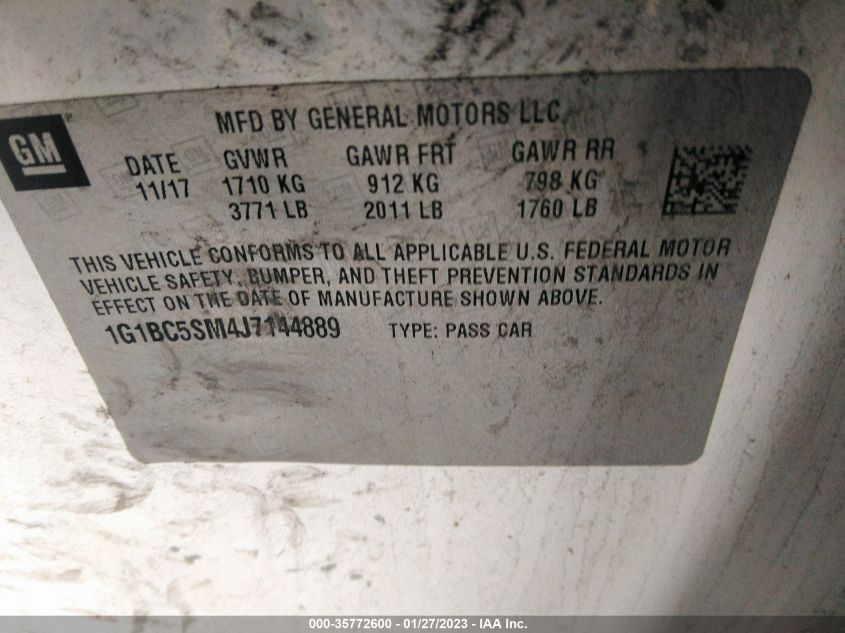 MFD BY GENERAL MOTORS LLC
GM
DATE GVWR GAWR FRT GAWR RR
11/17 1710 KG 912 KG 798 KG
3771 LB 2011 LB 1760 LB
THIS VEHICLE CONFORMS TO ALL APPLICABLE U.S. FEDERAL MOTOR
VEHICLE SAFETY, BUMPER, AND THEFT PREVENTION STANDARDS IN
EFFECT ON THE DATE OF MANUFACTURE SHOWN ABOVE.
1G1BC5SM4J7144889 TYPE: PASS CAR
000-35772600 - 01/27/2023 - IAA Inc.